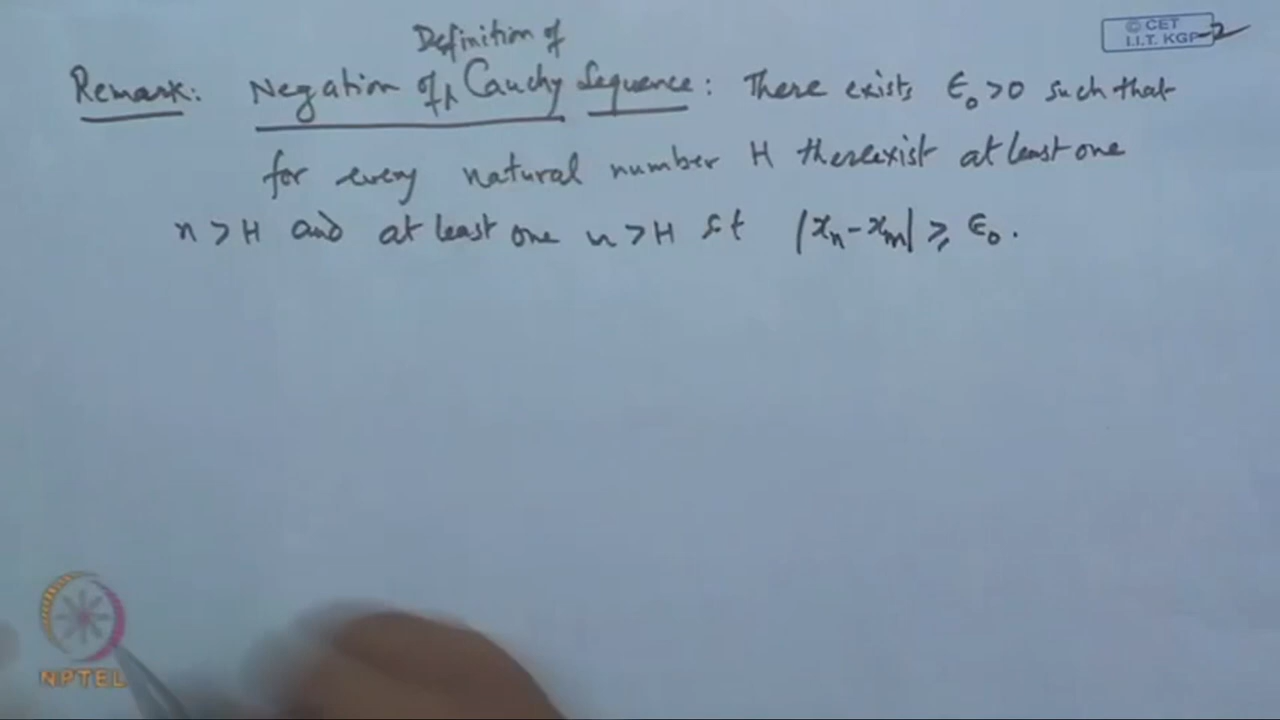 Definition of
© CET
I.I.T. KGP
2
Remark: Negation of ʌ Cauchy Sequence: There exists ϵ₀ > 0 such that
for every natural number H there exist at least one
n > H and at least one n > H s.t |xₙ - xₘ| ≥ ϵ₀.
NPTEL